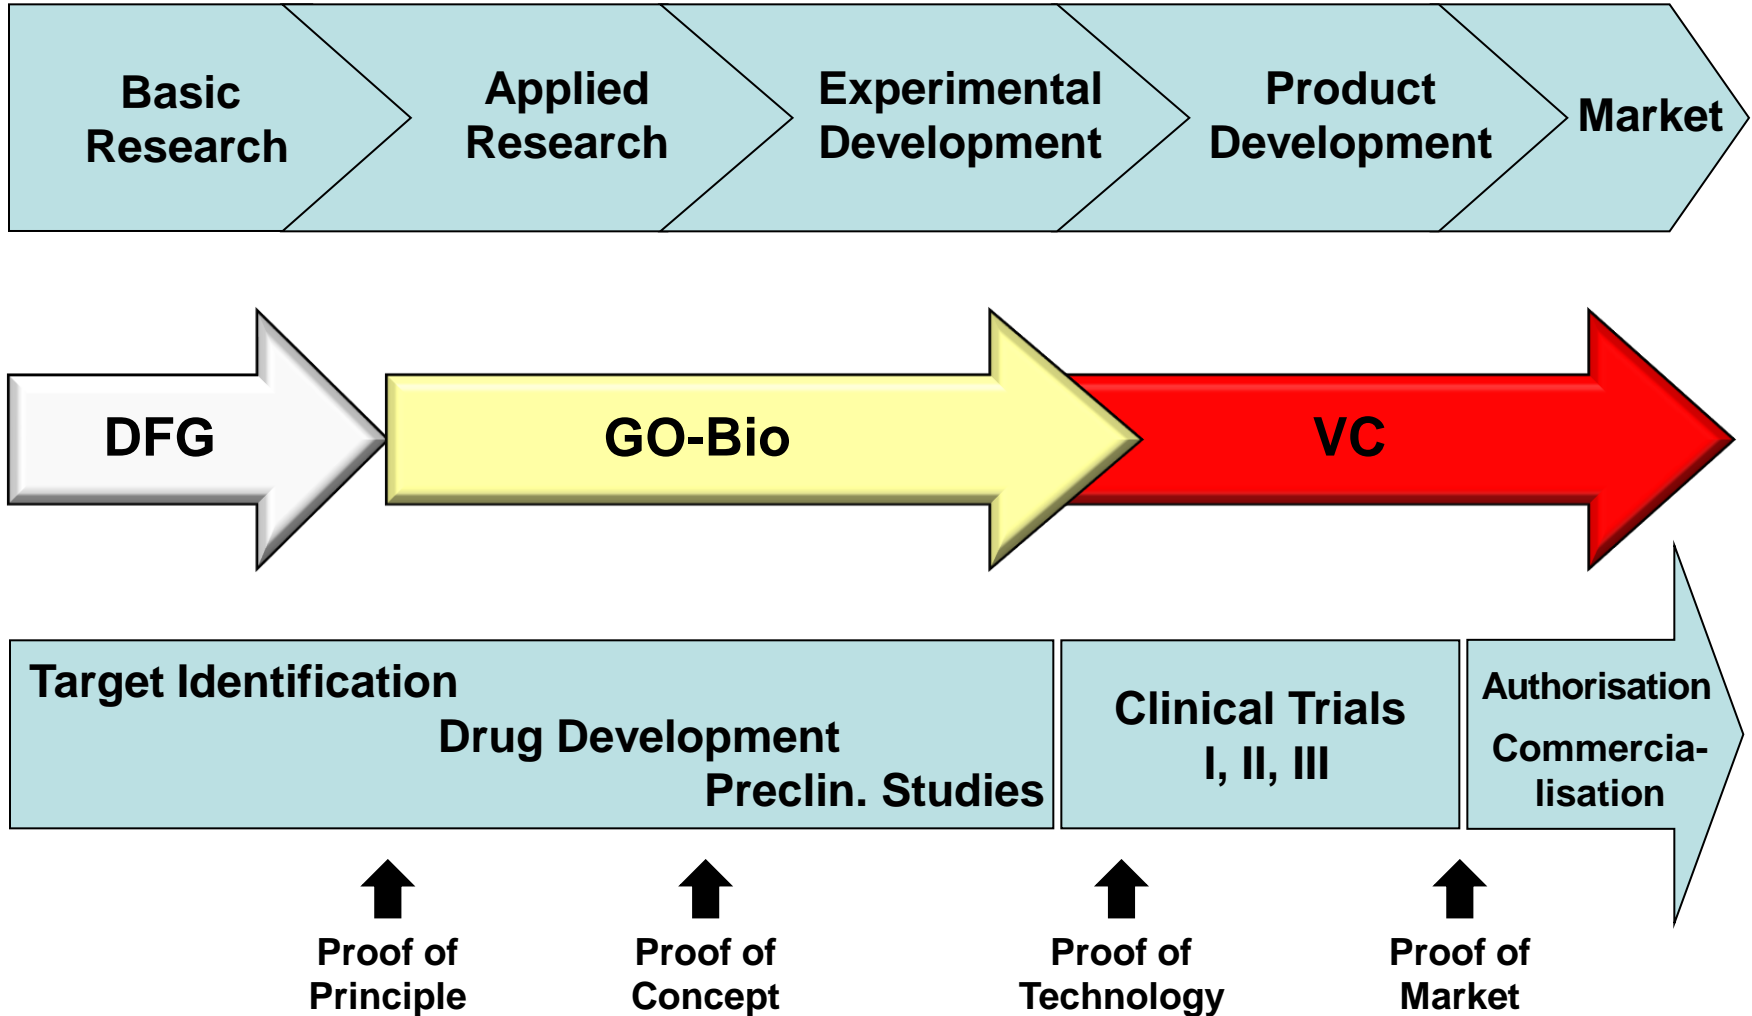 Basic
Research
Applied
Research
Experimental
Development
Product
Development
Market
DFG
GO-Bio
VC
Target Identification
Drug Development
Preclin. Studies
Clinical Trials
I, II, III
Authorisation
Commercia-
lisation
Proof of
Principle
Proof of
Concept
Proof of
Technology
Proof of
Market